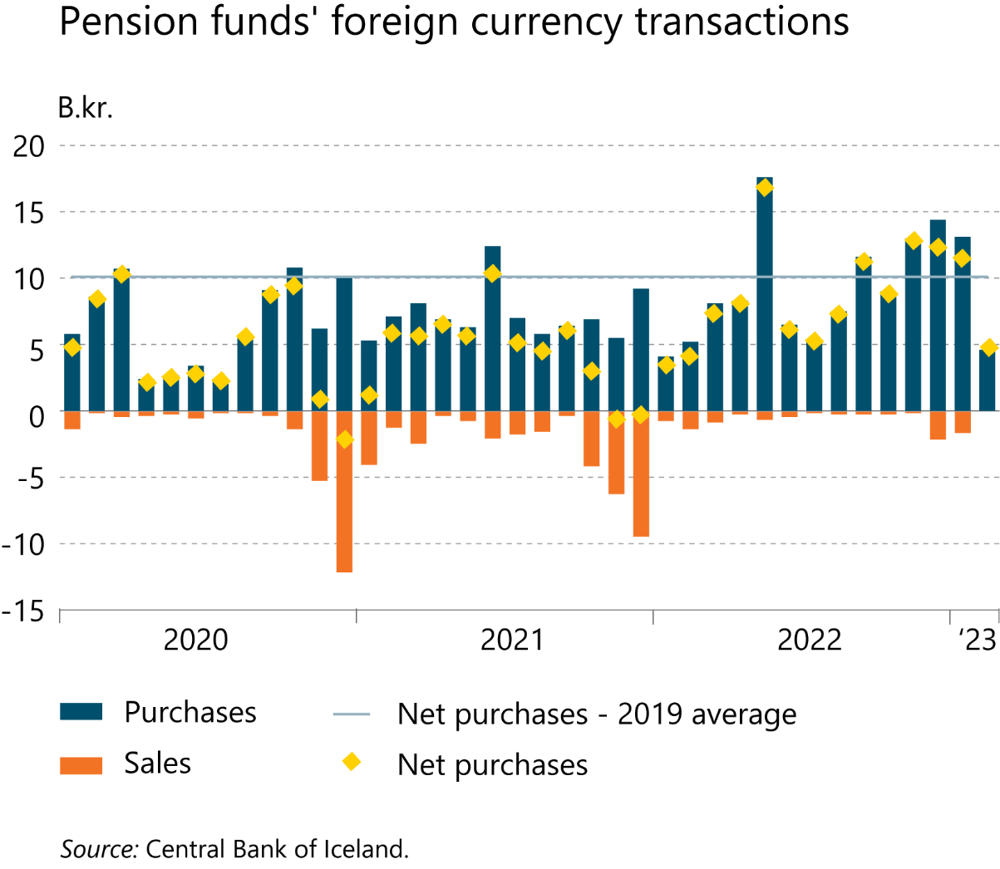 Pension funds' foreign currency transactions
B.kr.
20
15
10
5
0
-5
-10
-15
2020 2021 2022 ‘23
Purchases Net purchases - 2019 average
Sales Net purchases
Source: Central Bank of Iceland.